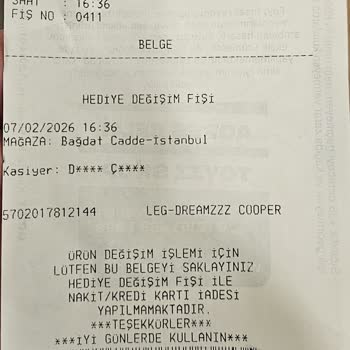 SAAT : 16:36
FİŞ NO : 0411
BELGE
HEDİYE DEĞİŞİM FİŞİ
07/02/2026 16:36
MAĞAZA: Bağdat Cadde-İstanbul
Kasiyer: D**** Ç****
5702017812144 LEG-DREAMZZZ COOPER
ÜRÜN DEĞİŞİM İŞLEMİ İÇİN
LÜTFEN BU BELGEYİ SAKLAYINIZ
HEDİYE DEĞİŞİM FİŞİ İLE
NAKİT/KREDİ KARTI İADESİ
YAPILMAMAKTADIR.
***TEŞEKKÜRLER***
***İYİ GÜNLERDE KULLANIN***